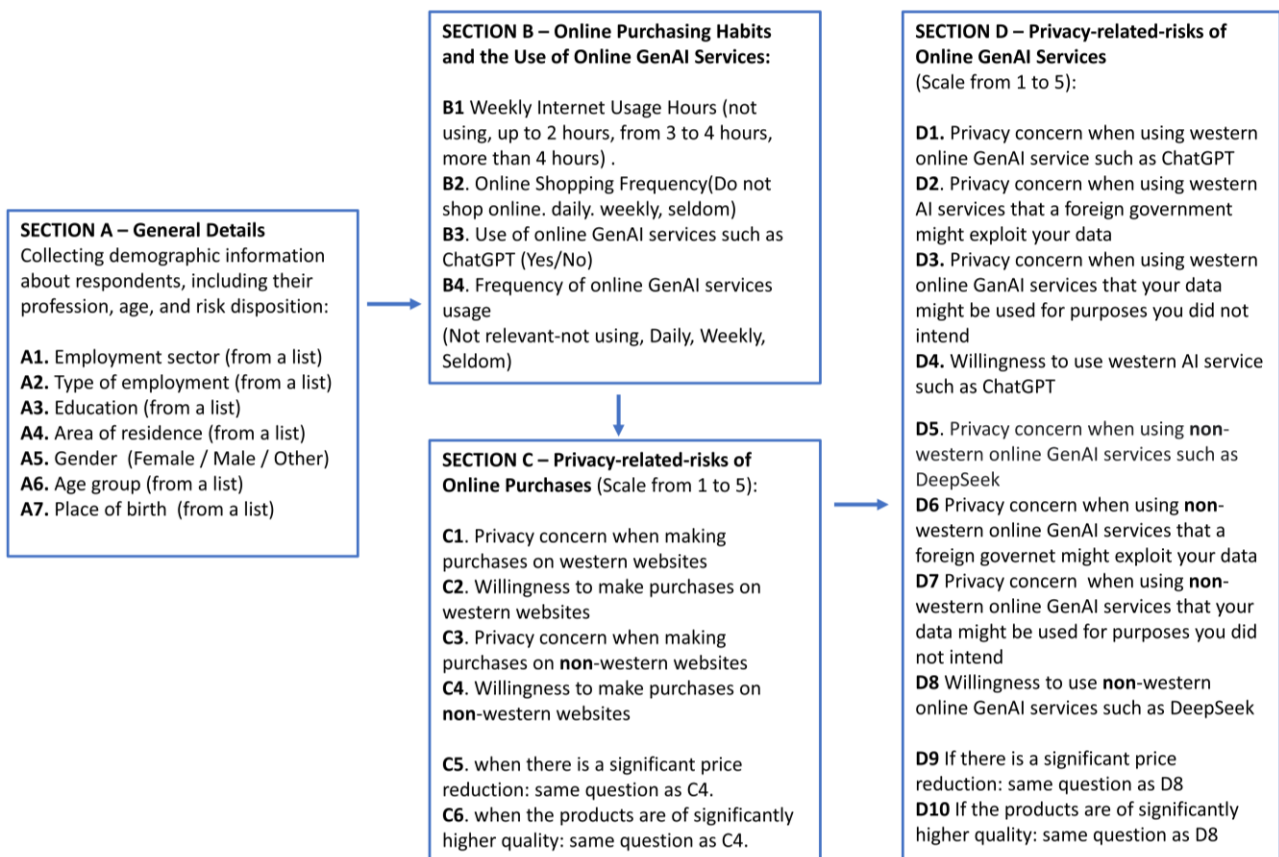 SECTION A – General Details
Collecting demographic information
about respondents, including their
profession, age, and risk disposition:
A1. Employment sector (from a list)
A2. Type of employment (from a list)
A3. Education (from a list)
A4. Area of residence (from a list)
A5. Gender (Female / Male / Other)
A6. Age group (from a list)
A7. Place of birth (from a list)
SECTION B – Online Purchasing Habits
and the Use of Online GenAI Services:
B1 Weekly Internet Usage Hours (not
using, up to 2 hours, from 3 to 4 hours,
more than 4 hours) .
B2. Online Shopping Frequency(Do not
shop online. daily. weekly, seldom)
B3. Use of online GenAI services such as
ChatGPT (Yes/No)
B4. Frequency of online GenAI services
usage
(Not relevant-not using, Daily, Weekly,
Seldom)
SECTION C – Privacy-related-risks of
Online Purchases (Scale from 1 to 5):
C1. Privacy concern when making
purchases on western websites
C2. Willingness to make purchases on
western websites
C3. Privacy concern when making
purchases on non-western websites
C4. Willingness to make purchases on
non-western websites
C5. when there is a significant price
reduction: same question as C4.
C6. when the products are of significantly
higher quality: same question as C4.
SECTION D – Privacy-related-risks of
Online GenAI Services
(Scale from 1 to 5):
D1. Privacy concern when using western
online GenAI service such as ChatGPT
D2. Privacy concern when using western
AI services that a foreign government
might exploit your data
D3. Privacy concern when using western
online GanAI services that your data
might be used for purposes you did not
intend
D4. Willingness to use western AI service
such as ChatGPT
D5. Privacy concern when using non-
western online GenAI services such as
DeepSeek
D6 Privacy concern when using non-
western online GenAI services that a
foreign governet might exploit your data
D7 Privacy concern when using non-
western online GenAI services that your
data might be used for purposes you did
not intend
D8 Willingness to use non-western
online GenAI services such as DeepSeek
D9 If there is a significant price
reduction: same question as D8
D10 If the products are of significantly
higher quality: same question as D8